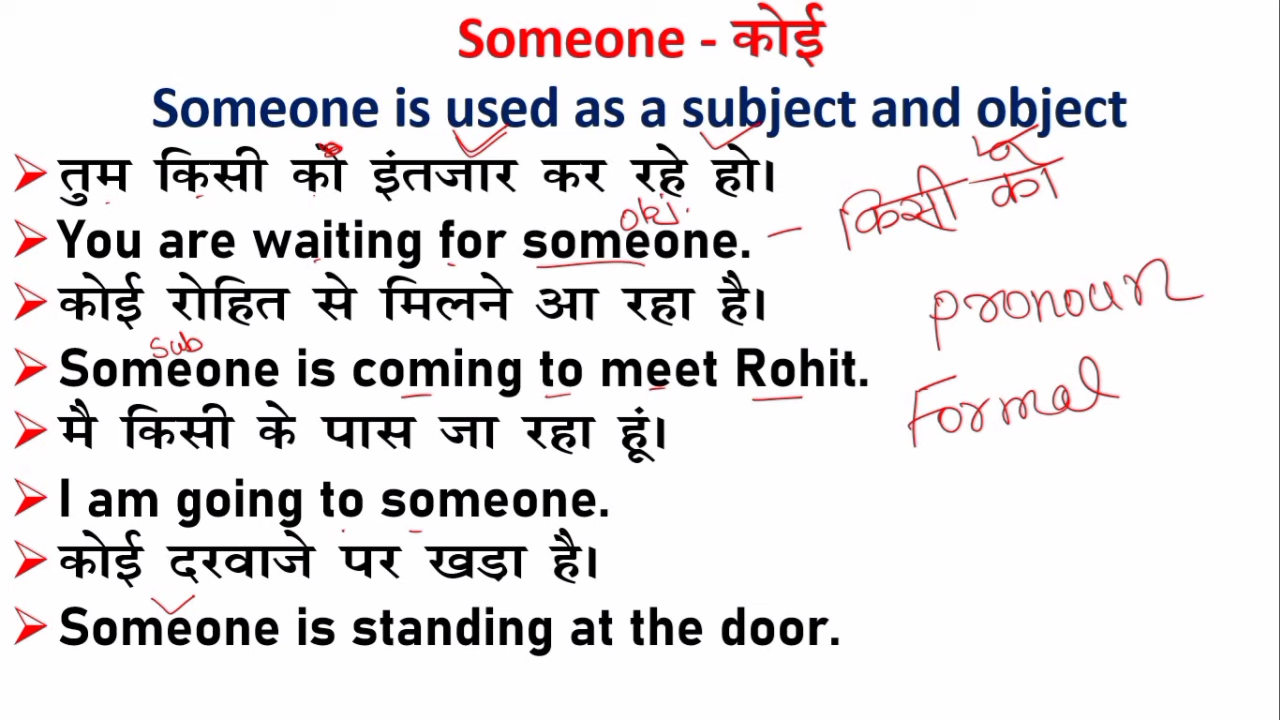 Someone - कोई
Someone is used as a subject and object
तुम किसी को इंतजार कर रहे हो।
You are waiting for someone. - किसी को
obj.
कोई रोहित से मिलने आ रहा है।
pronoun
sub
Someone is coming to meet Rohit.
Formal
मै किसी के पास जा रहा हूं।
I am going to someone.
कोई दरवाजे पर खडा है।
Someone is standing at the door.